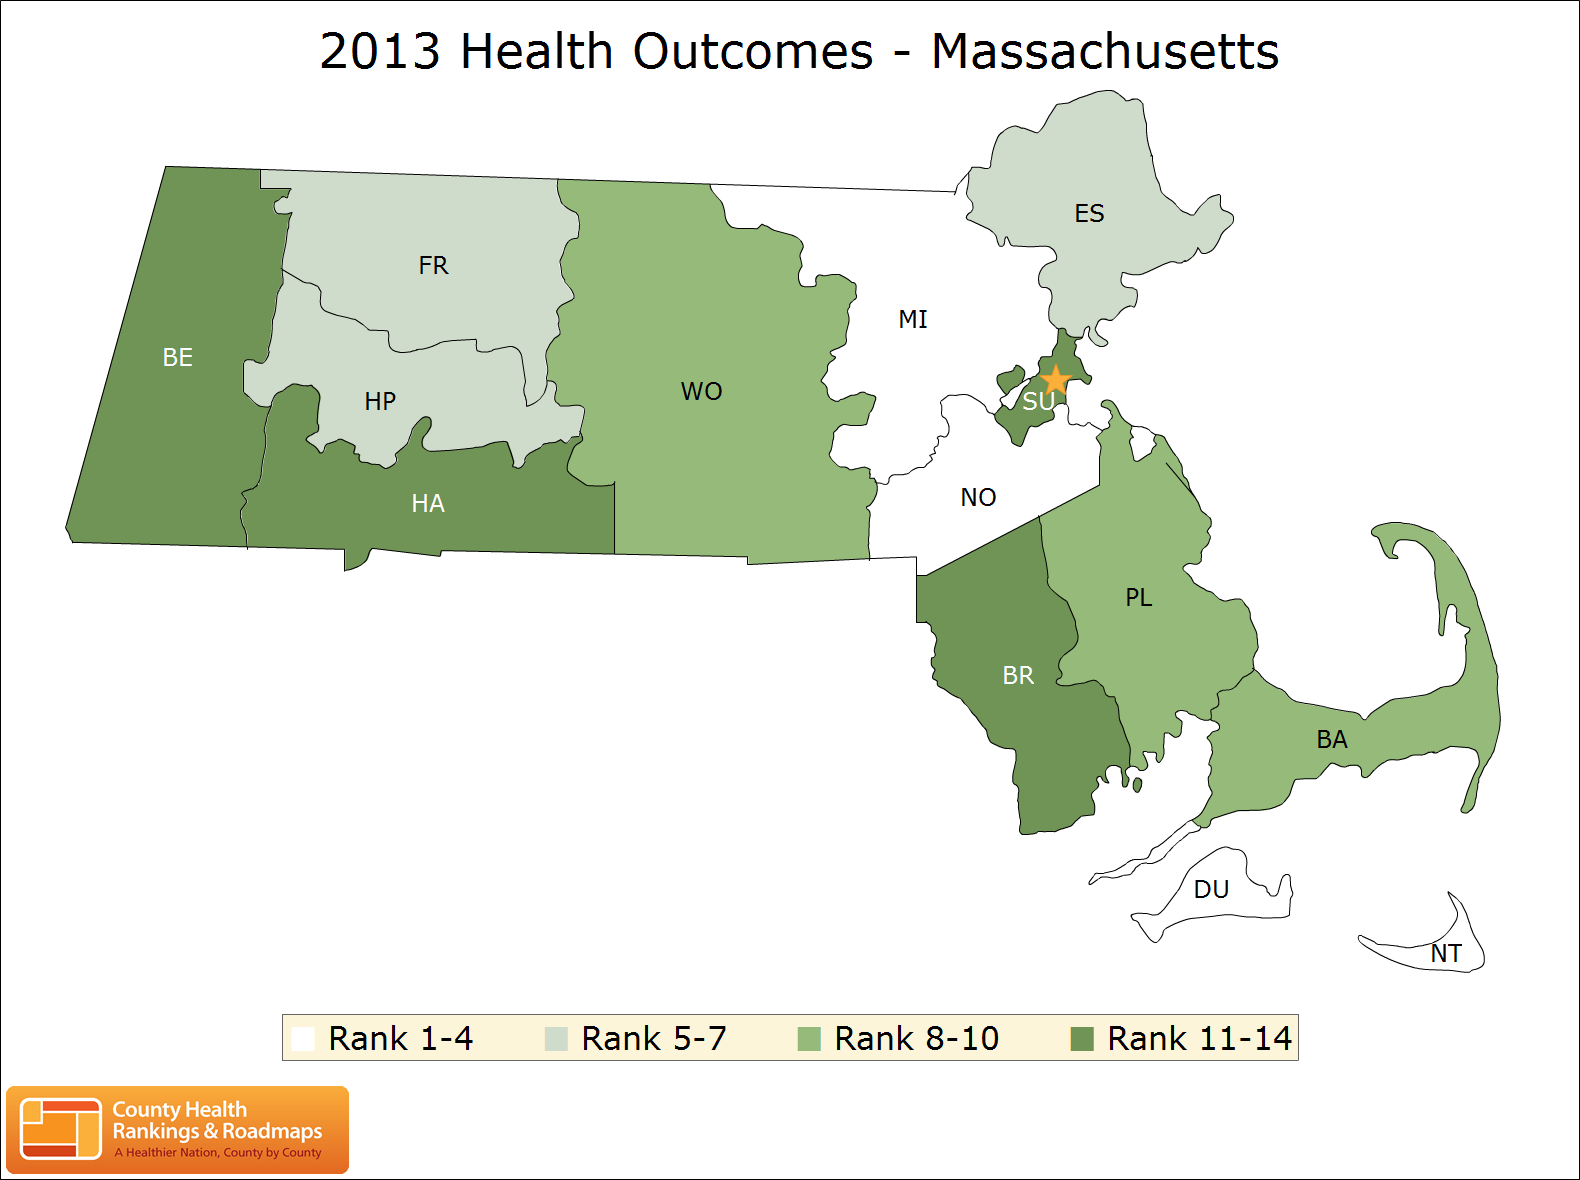 2013 Health Outcomes - Massachusetts
ES
FR
MI
BE
WO
HP
SU
NO
HA
PL
BR
BA
DU
NT
Rank 1-4 Rank 5-7 Rank 8-10 Rank 11-14
County Health
Rankings & Roadmaps
A Healthier Nation, County by County